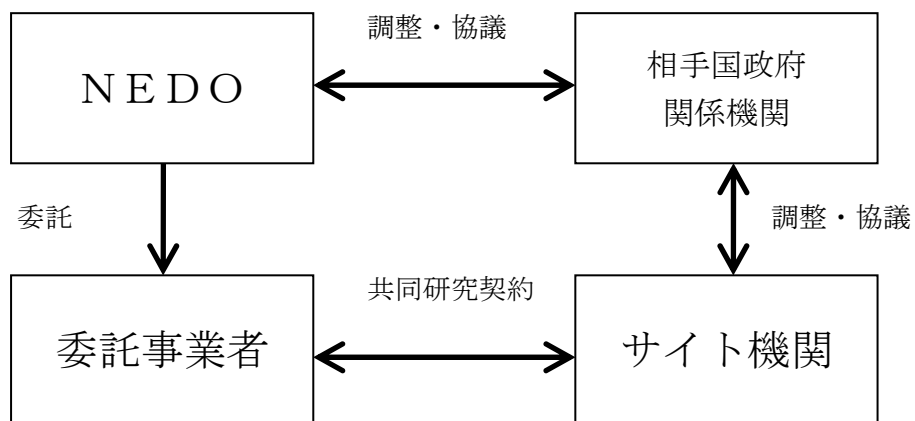 調整・協議
ＮＥＤＯ
相手国政府
関係機関
委託
調整・協議
共同研究契約
委託事業者
サイト機関